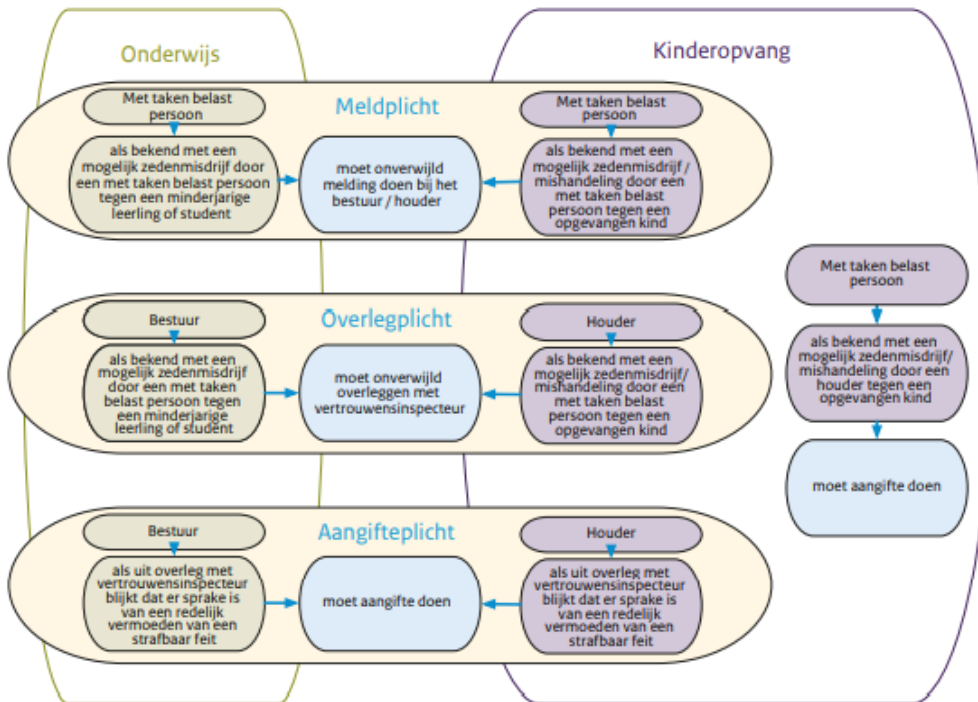 Onderwijs
Kinderopvang
Meldplicht
Met taken belast
persoon
als bekend met een
mogelijk zedenmisdrijf door
een met taken belast persoon
tegen een minderjarige
leerling of student
moet onverwijld
melding doen bij het
bestuur / houder
Met taken belast
persoon
als bekend met een
mogelijk zedenmisdrijf /
mishandeling door een
met taken belast
persoon tegen een
opgevangen kind
Overlegplicht
Bestuur
als bekend met een
mogelijk zedenmisdrijf
door een met taken
belast persoon tegen
een minderjarige
leerling of student
moet onverwijld
overleggen met
vertrouwensinspecteur
Houder
als bekend met een
mogelijk zedenmisdrijf/
mishandeling door een
met taken belast
persoon tegen een
opgevangen kind
Aangifteplicht
Bestuur
als uit overleg met
vertrouwensinspecteur
blijkt dat er sprake is
van een redelijk
vermoeden van een
strafbaar feit
moet aangifte doen
Houder
als uit overleg met
vertrouwensinspecteur
blijkt dat er sprake is
van een redelijk
vermoeden van een
strafbaar feit
Met taken belast
persoon
als bekend met een
mogelijk zedenmisdrijf/
mishandeling door een
houder tegen een
opgevangen kind
moet aangifte doen